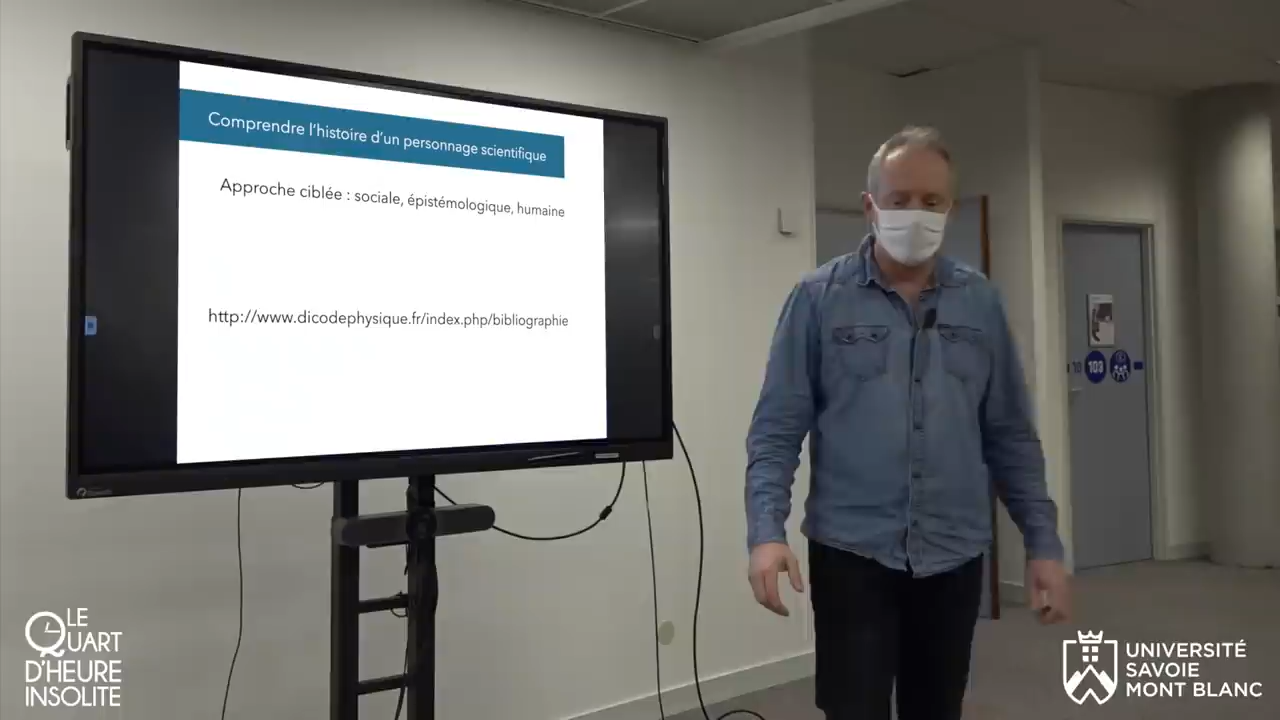 Comprendre l'histoire d'un personnage scientifique
Approche ciblée : sociale, épistémologique, humaine
http://www.dicodephysique.fr/index.php/bibliographie
103
LE
QUART
D'HEURE
INSOLITE
UNIVERSITÉ
SAVOIE
MONT BLANC